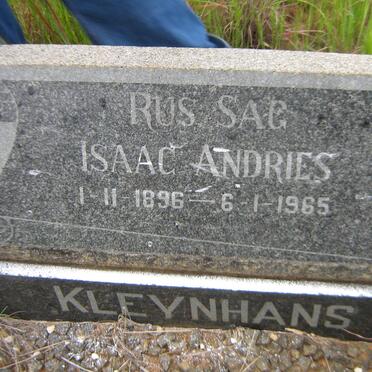 RUS SAG
ISAAC ANDRIES
1-11-1896 - 6-1-1965
KLEYNHANS